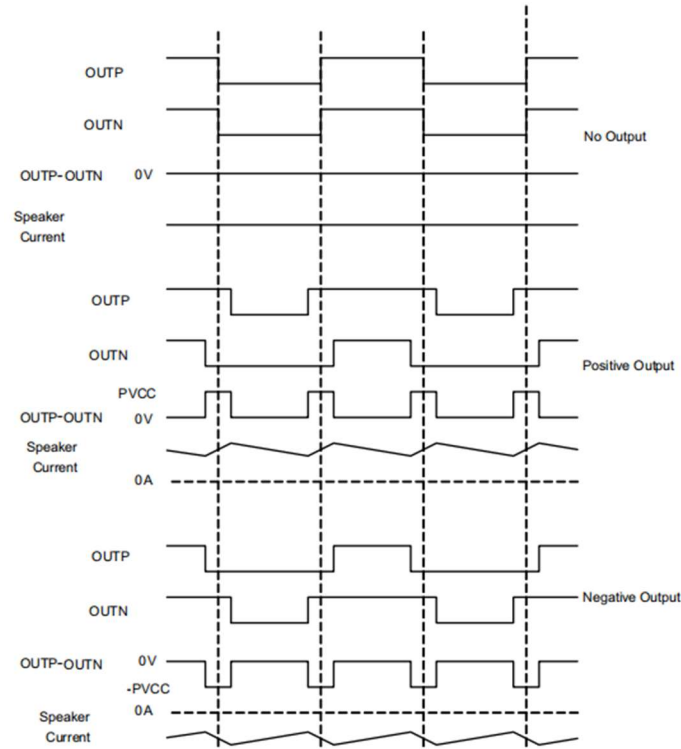 OUTP
OUTN
No Output
OUTP-OUTN 0V
Speaker
Current
OUTP
OUTN
Positive Output
PVCC
OUTP-OUTN 0V
Speaker
Current
0A
OUTP
OUTN
Negative Output
OUTP-OUTN 0V
-PVCC
0A
Speaker
Current